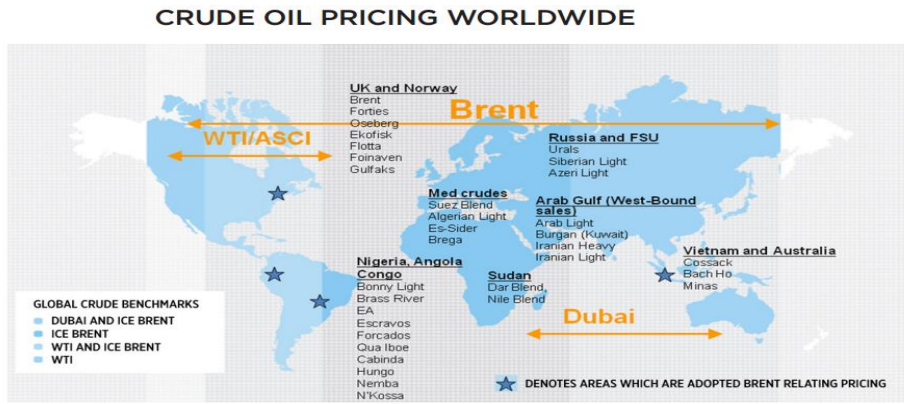 CRUDE OIL PRICING WORLDWIDE
UK and Norway
Brent
Forties
Oseberg
Ekofisk
Flotta
Foinaven
Gulfaks
Brent
WTI/ASCI
Russia and FSU
Urals
Siberian Light
Azeri Light
Med crudes
Suez Blend
Algerian Light
Es-Sider
Brega
Arab Gulf (West-Bound
sales)
Arab Light
Burgan (Kuwait)
Iranian Heavy
Iranian Light
Vietnam and Australia
Cossack
Bach Ho
Minas
Nigeria, Angola
Congo
Bonny Light
Brass River
EA
Escravos
Forcados
Qua Iboe
Cabinda
Hungo
Nemba
N'Kossa
Sudan
Dar Blend,
Nile Blend
Dubai
GLOBAL CRUDE BENCHMARKS
DUBAI AND ICE BRENT
ICE BRENT
WTI AND ICE BRENT
WTI
DENOTES AREAS WHICH ARE ADOPTED BRENT RELATING PRICING